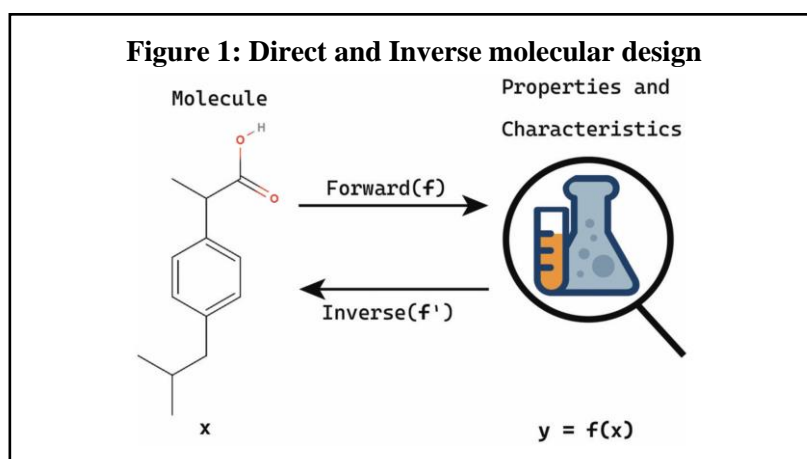 Figure 1: Direct and Inverse molecular design
Molecule
Properties and
Characteristics
H
O
O
Forward(f)
Inverse(f')
x
y = f(x)